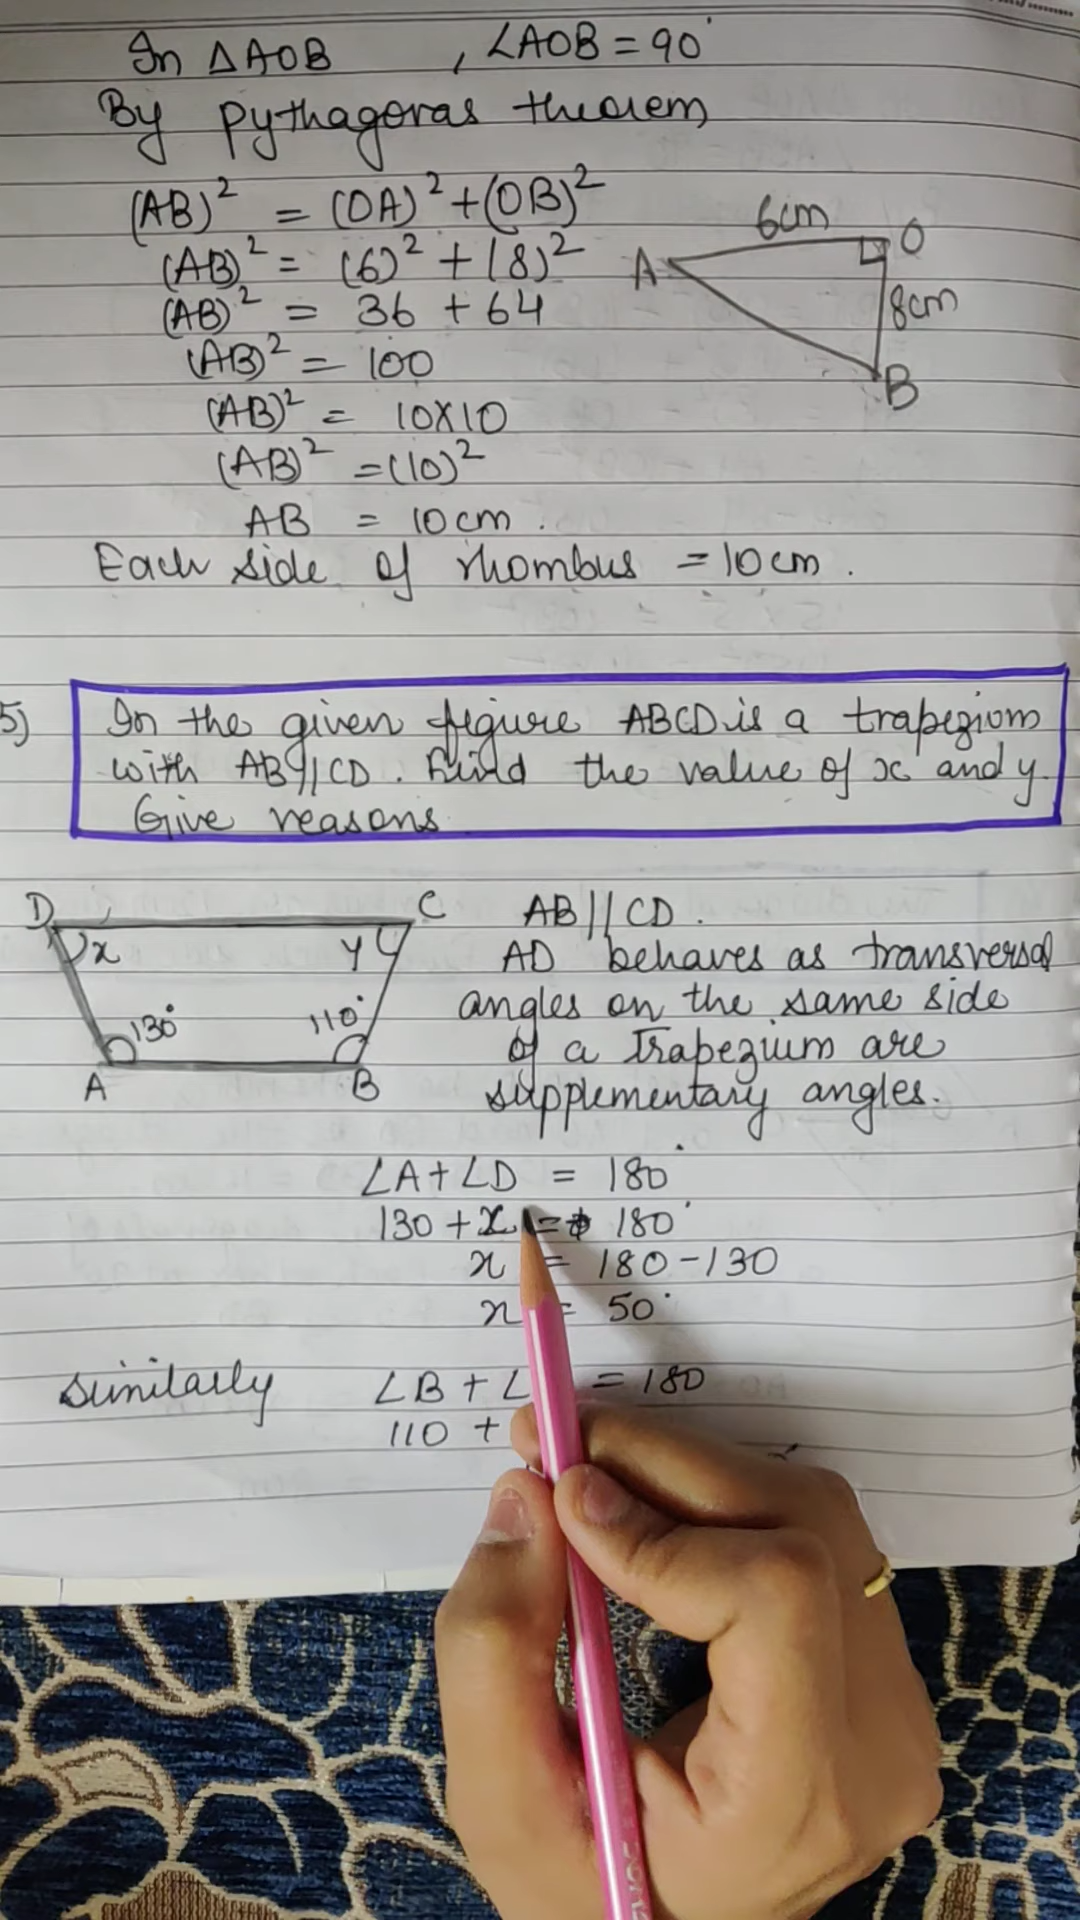 In ΔAOB , ∠AOB = 90°
By pythagoras theorem
(AB)² = (OA)² + (OB)²
(AB)² = (6)² + (8)²
(AB)² = 36 + 64
(AB)² = 100
(AB)² = 10×10
(AB)² = (10)²
AB = 10cm.
Each side of rhombus = 10cm.
6cm
A
O
8cm
B
5)
In the given figure ABCD is a trapezium
with AB//CD. Find the value of x and y.
Give reasons
D
C
x
y
130°
110°
A
B
AB//CD.
AD behaves as transversal
angles on the same side
of a Trapezium are
supplementary angles.
∠A + ∠D = 180°
130 + x = 180°
x = 180 - 130
x = 50°
similarly ∠B + ∠ = 180
110 +